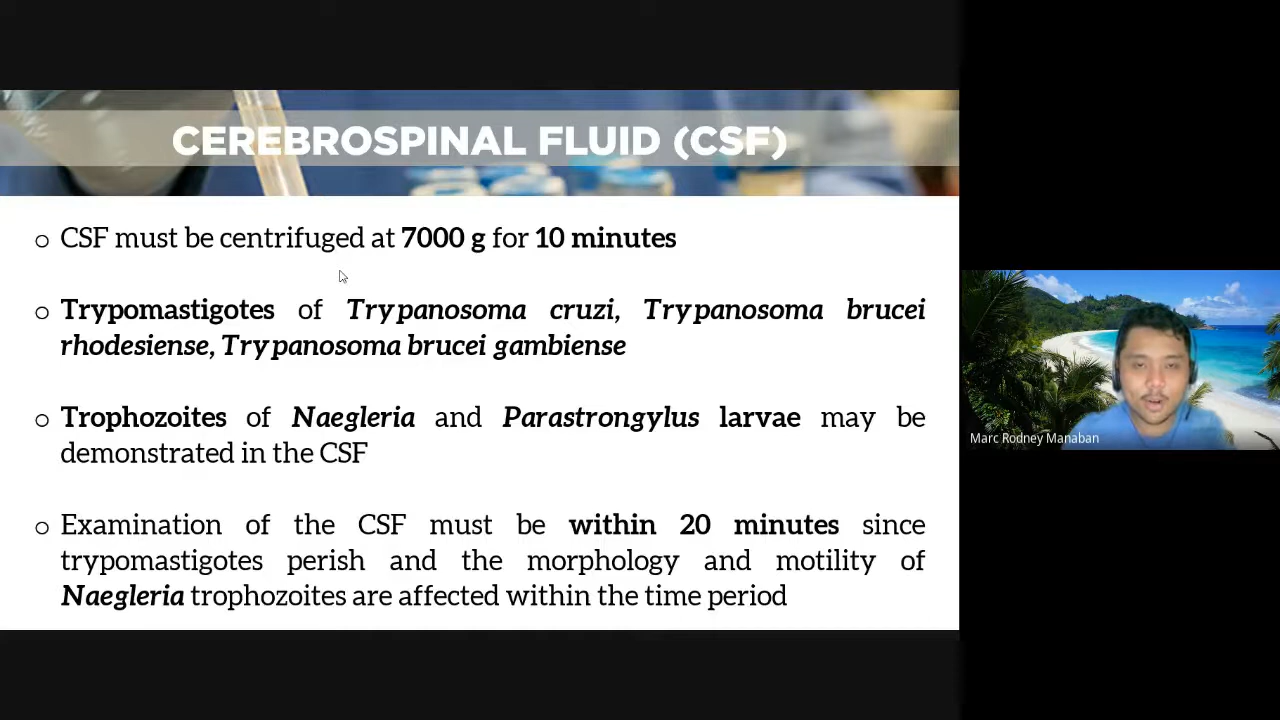 CEREBROSPINAL FLUID (CSF)
o CSF must be centrifuged at 7000 g for 10 minutes
o Trypomastigotes of Trypanosoma cruzi, Trypanosoma brucei
rhodesiense, Trypanosoma brucei gambiense
o Trophozoites of Naegleria and Parastrongylus larvae may be
demonstrated in the CSF
o Examination of the CSF must be within 20 minutes since
trypomastigotes perish and the morphology and motility of
Naegleria trophozoites are affected within the time period
Marc Rodney Manaban